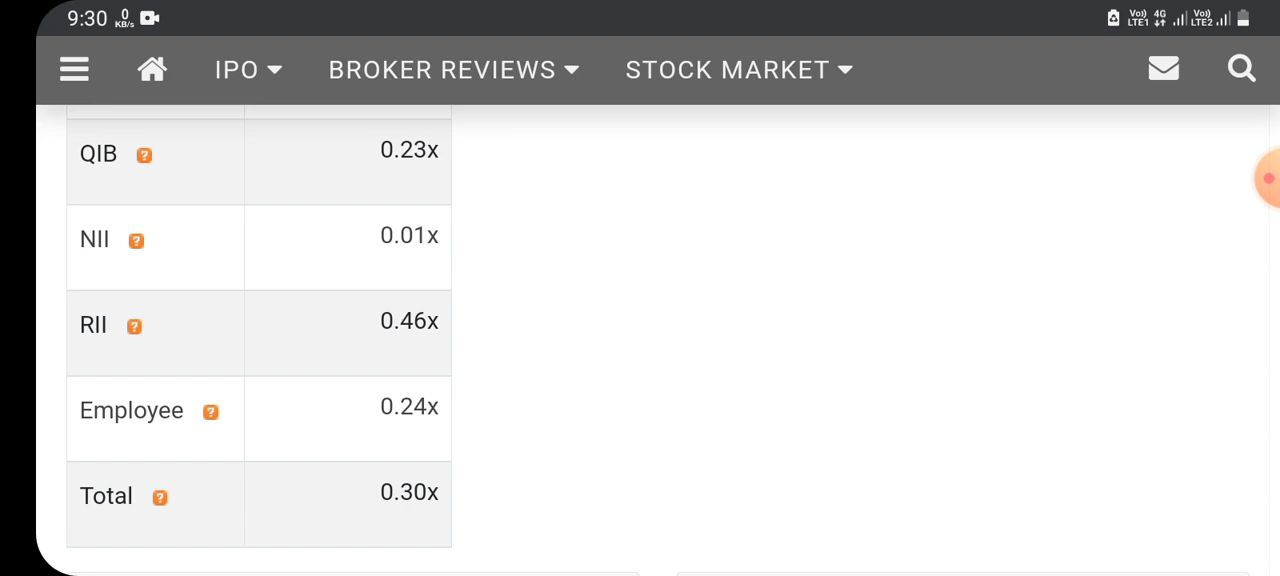 9:30 0 KB/s Vo) LTE1 4G Vo) LTE2
IPO BROKER REVIEWS STOCK MARKET
QIB ? 0.23x
NII ? 0.01x
RII ? 0.46x
Employee ? 0.24x
Total ? 0.30x